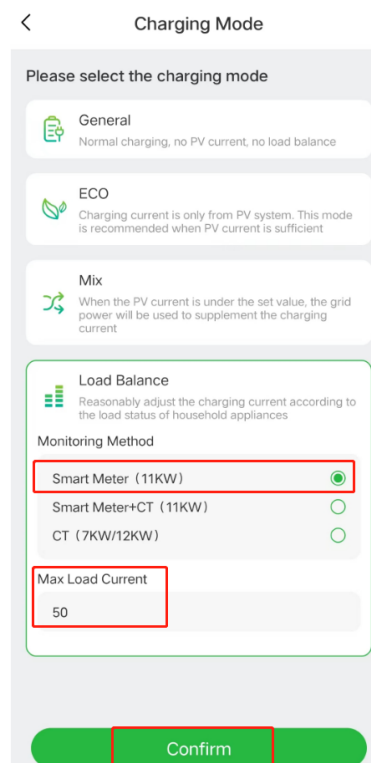 Charging Mode
Please select the charging mode
General
Normal charging, no PV current, no load balance
ECO
Charging current is only from PV system. This mode
is recommended when PV current is sufficient
Mix
When the PV current is under the set value, the grid
power will be used to supplement the charging
current
Load Balance
Reasonably adjust the charging current according to
the load status of household appliances
Monitoring Method
Smart Meter (11KW)
Smart Meter+CT (11KW)
CT (7KW/12KW)
Max Load Current
50
Confirm